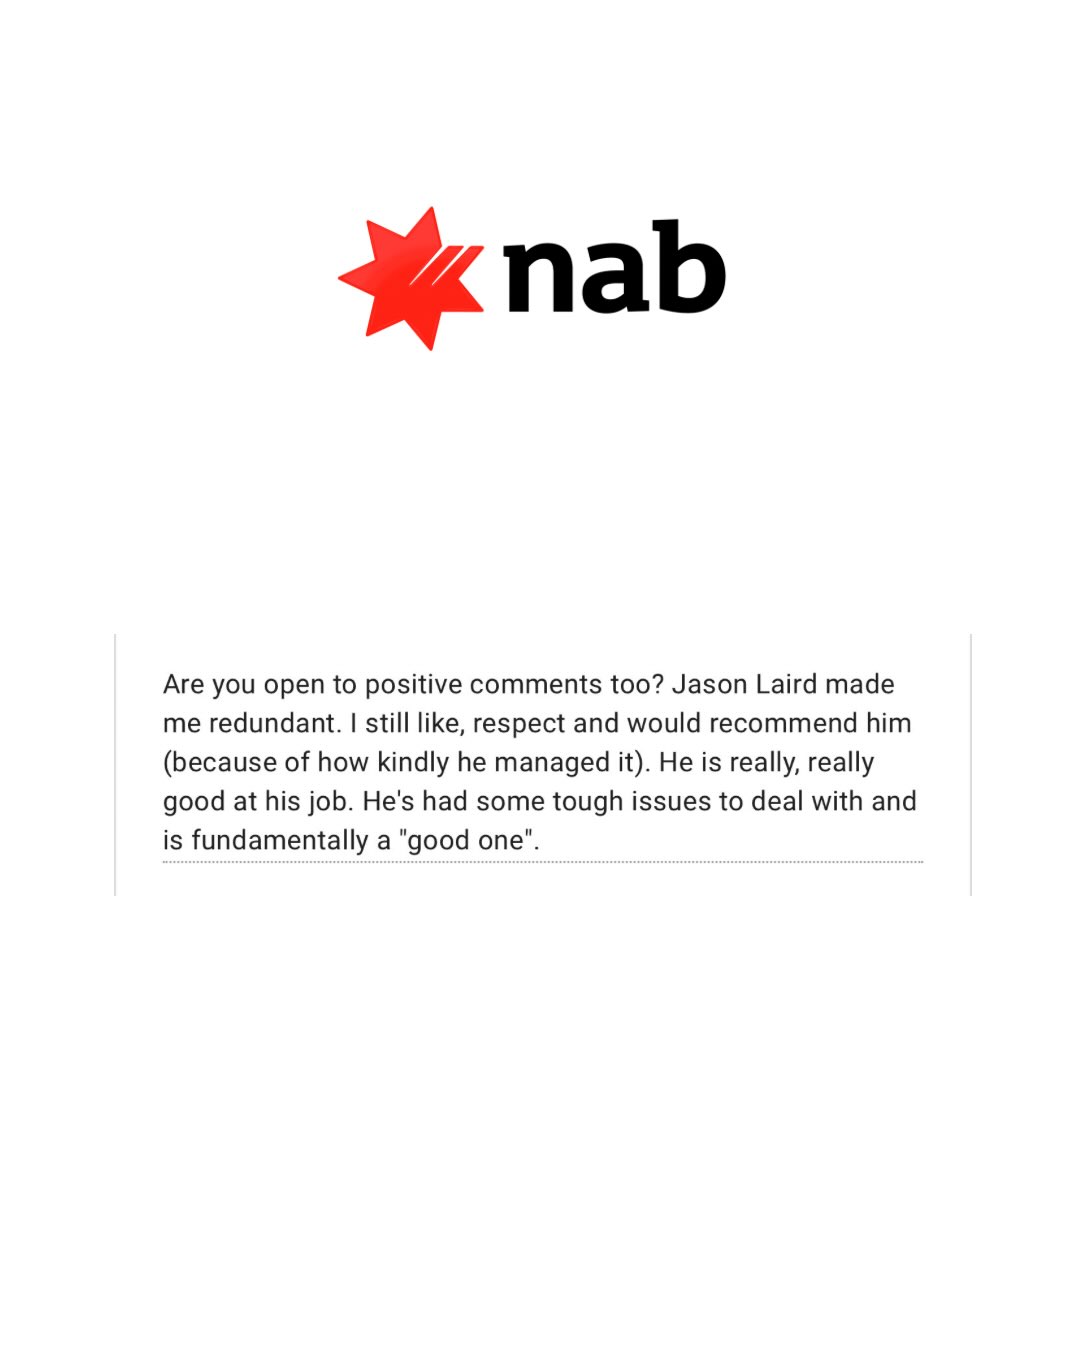 nab
Are you open to positive comments too? Jason Laird made
me redundant. I still like, respect and would recommend him
(because of how kindly he managed it). He is really, really
good at his job. He's had some tough issues to deal with and
is fundamentally a "good one".